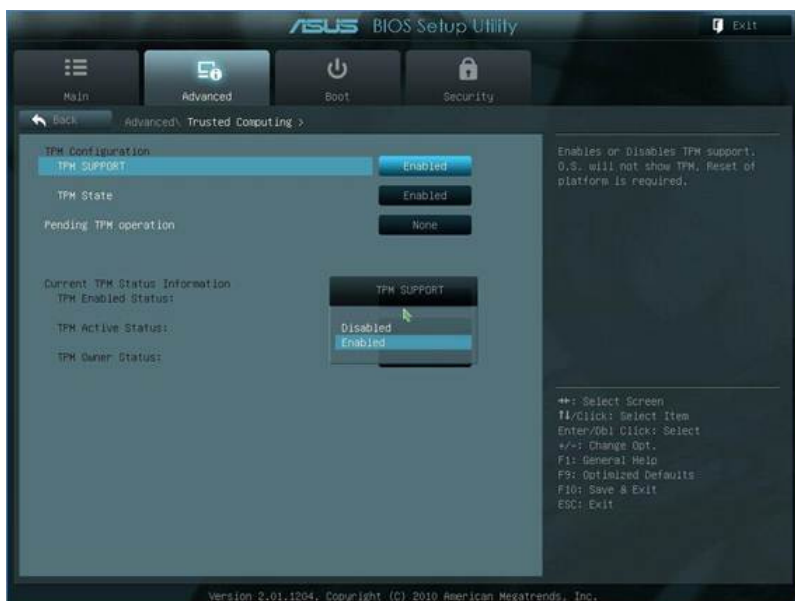 ASUS BIOS Setup Utility
Exit
Main
Advanced
Boot
Security
Back
Advanced\ Trusted Computing >
TPM Configuration
TPM SUPPORT
Enabled
TPM State
Enabled
Pending TPM operation
None
Current TPM Status Information
TPM Enabled Status:
TPM Active Status:
TPM Owner Status:
TPM SUPPORT
Disabled
Enabled
Enables or Disables TPM support.
O.S. will not show TPM. Reset of
platform is required.
→←: Select Screen
↑↓/Click: Select Item
Enter/Dbl Click: Select
+/-: Change Opt.
F1: General Help
F9: Optimized Defaults
F10: Save & Exit
ESC: Exit
Version 2.01.1204. Copyright (C) 2010 American Megatrends, Inc.